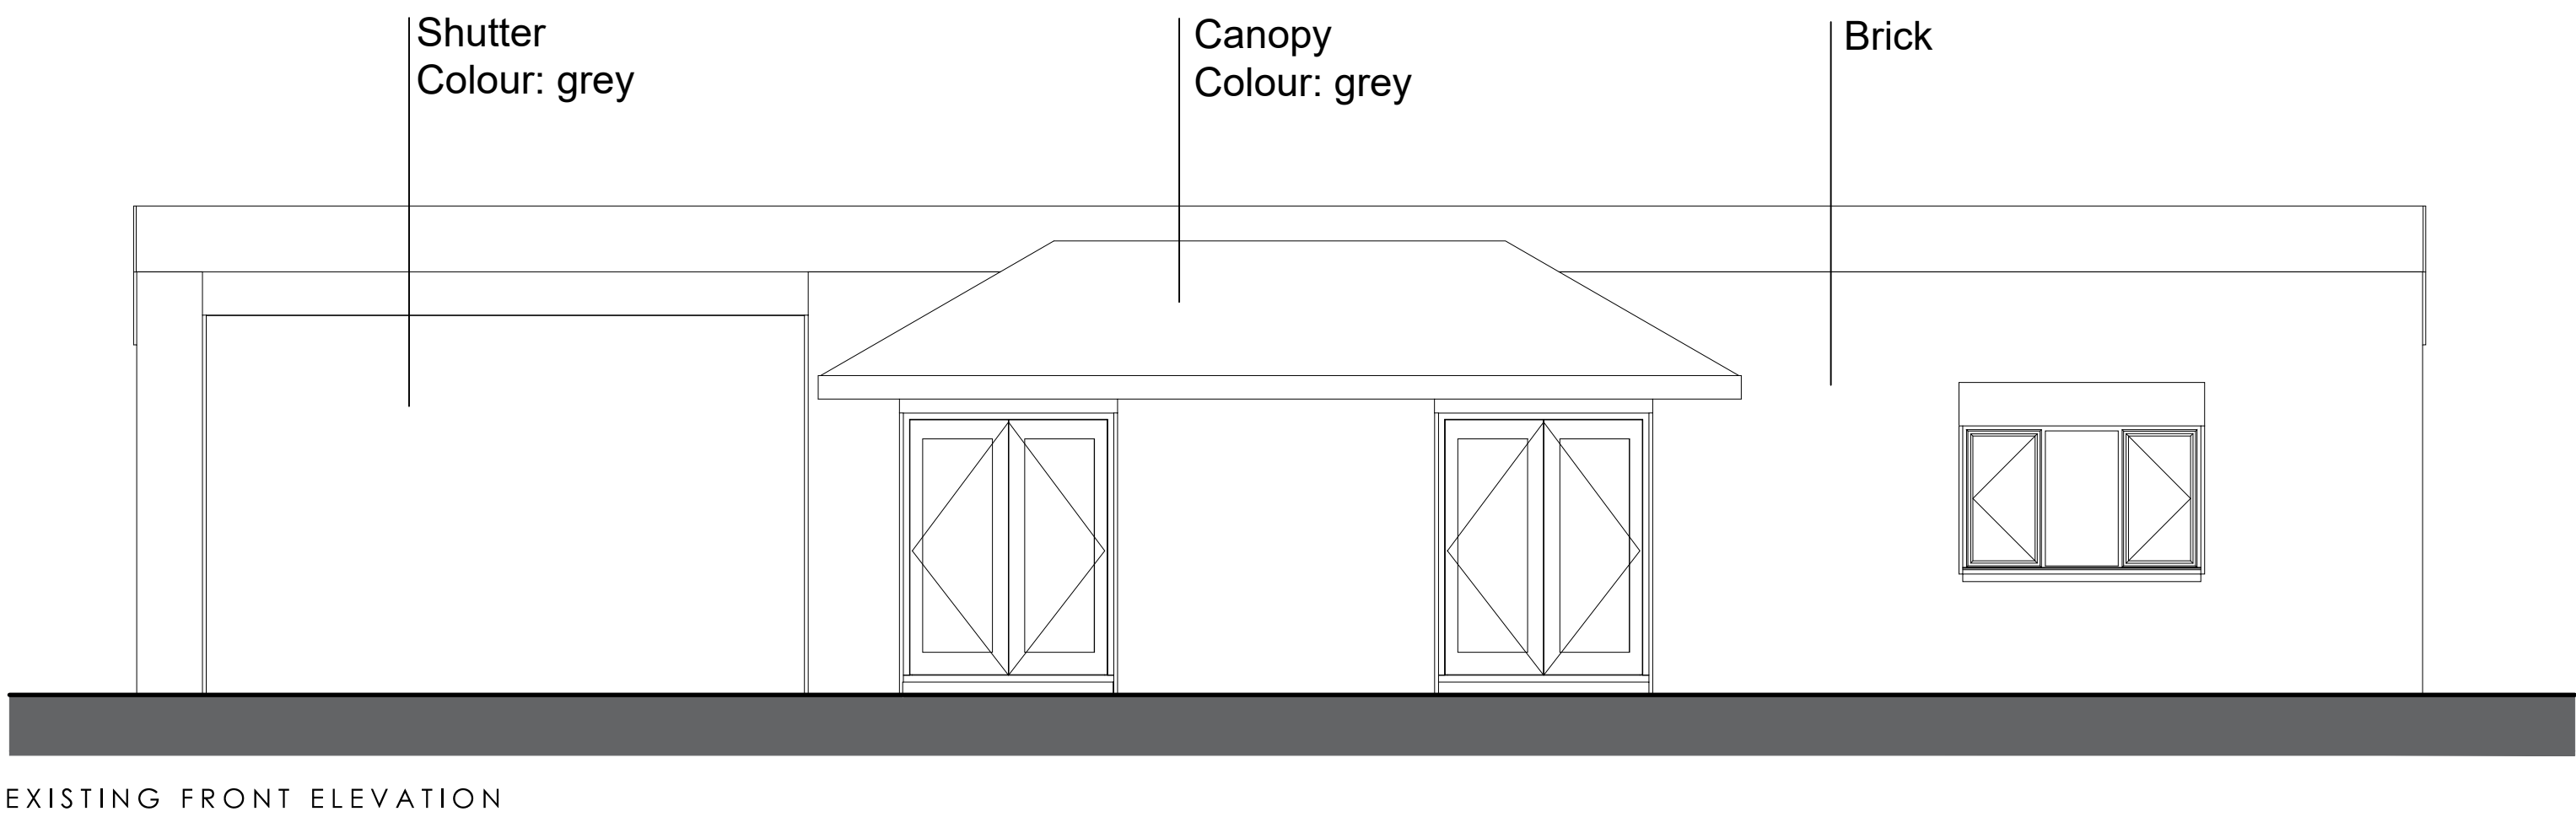 Shutter
Colour: grey
Canopy
Colour: grey
Brick
EXISTING FRONT ELEVATION